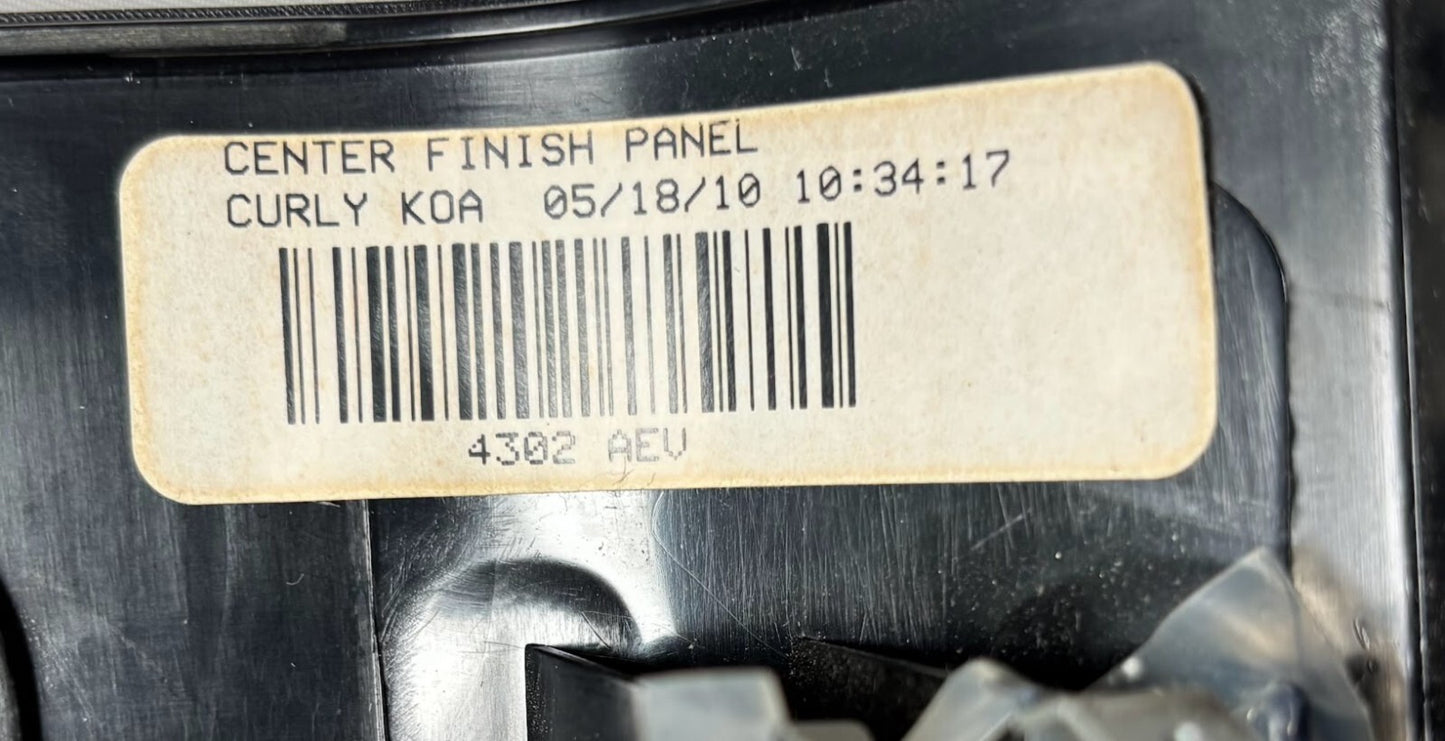 CENTER FINISH PANEL
CURLY KOA 05/18/10 10:34:17
4302 AEV